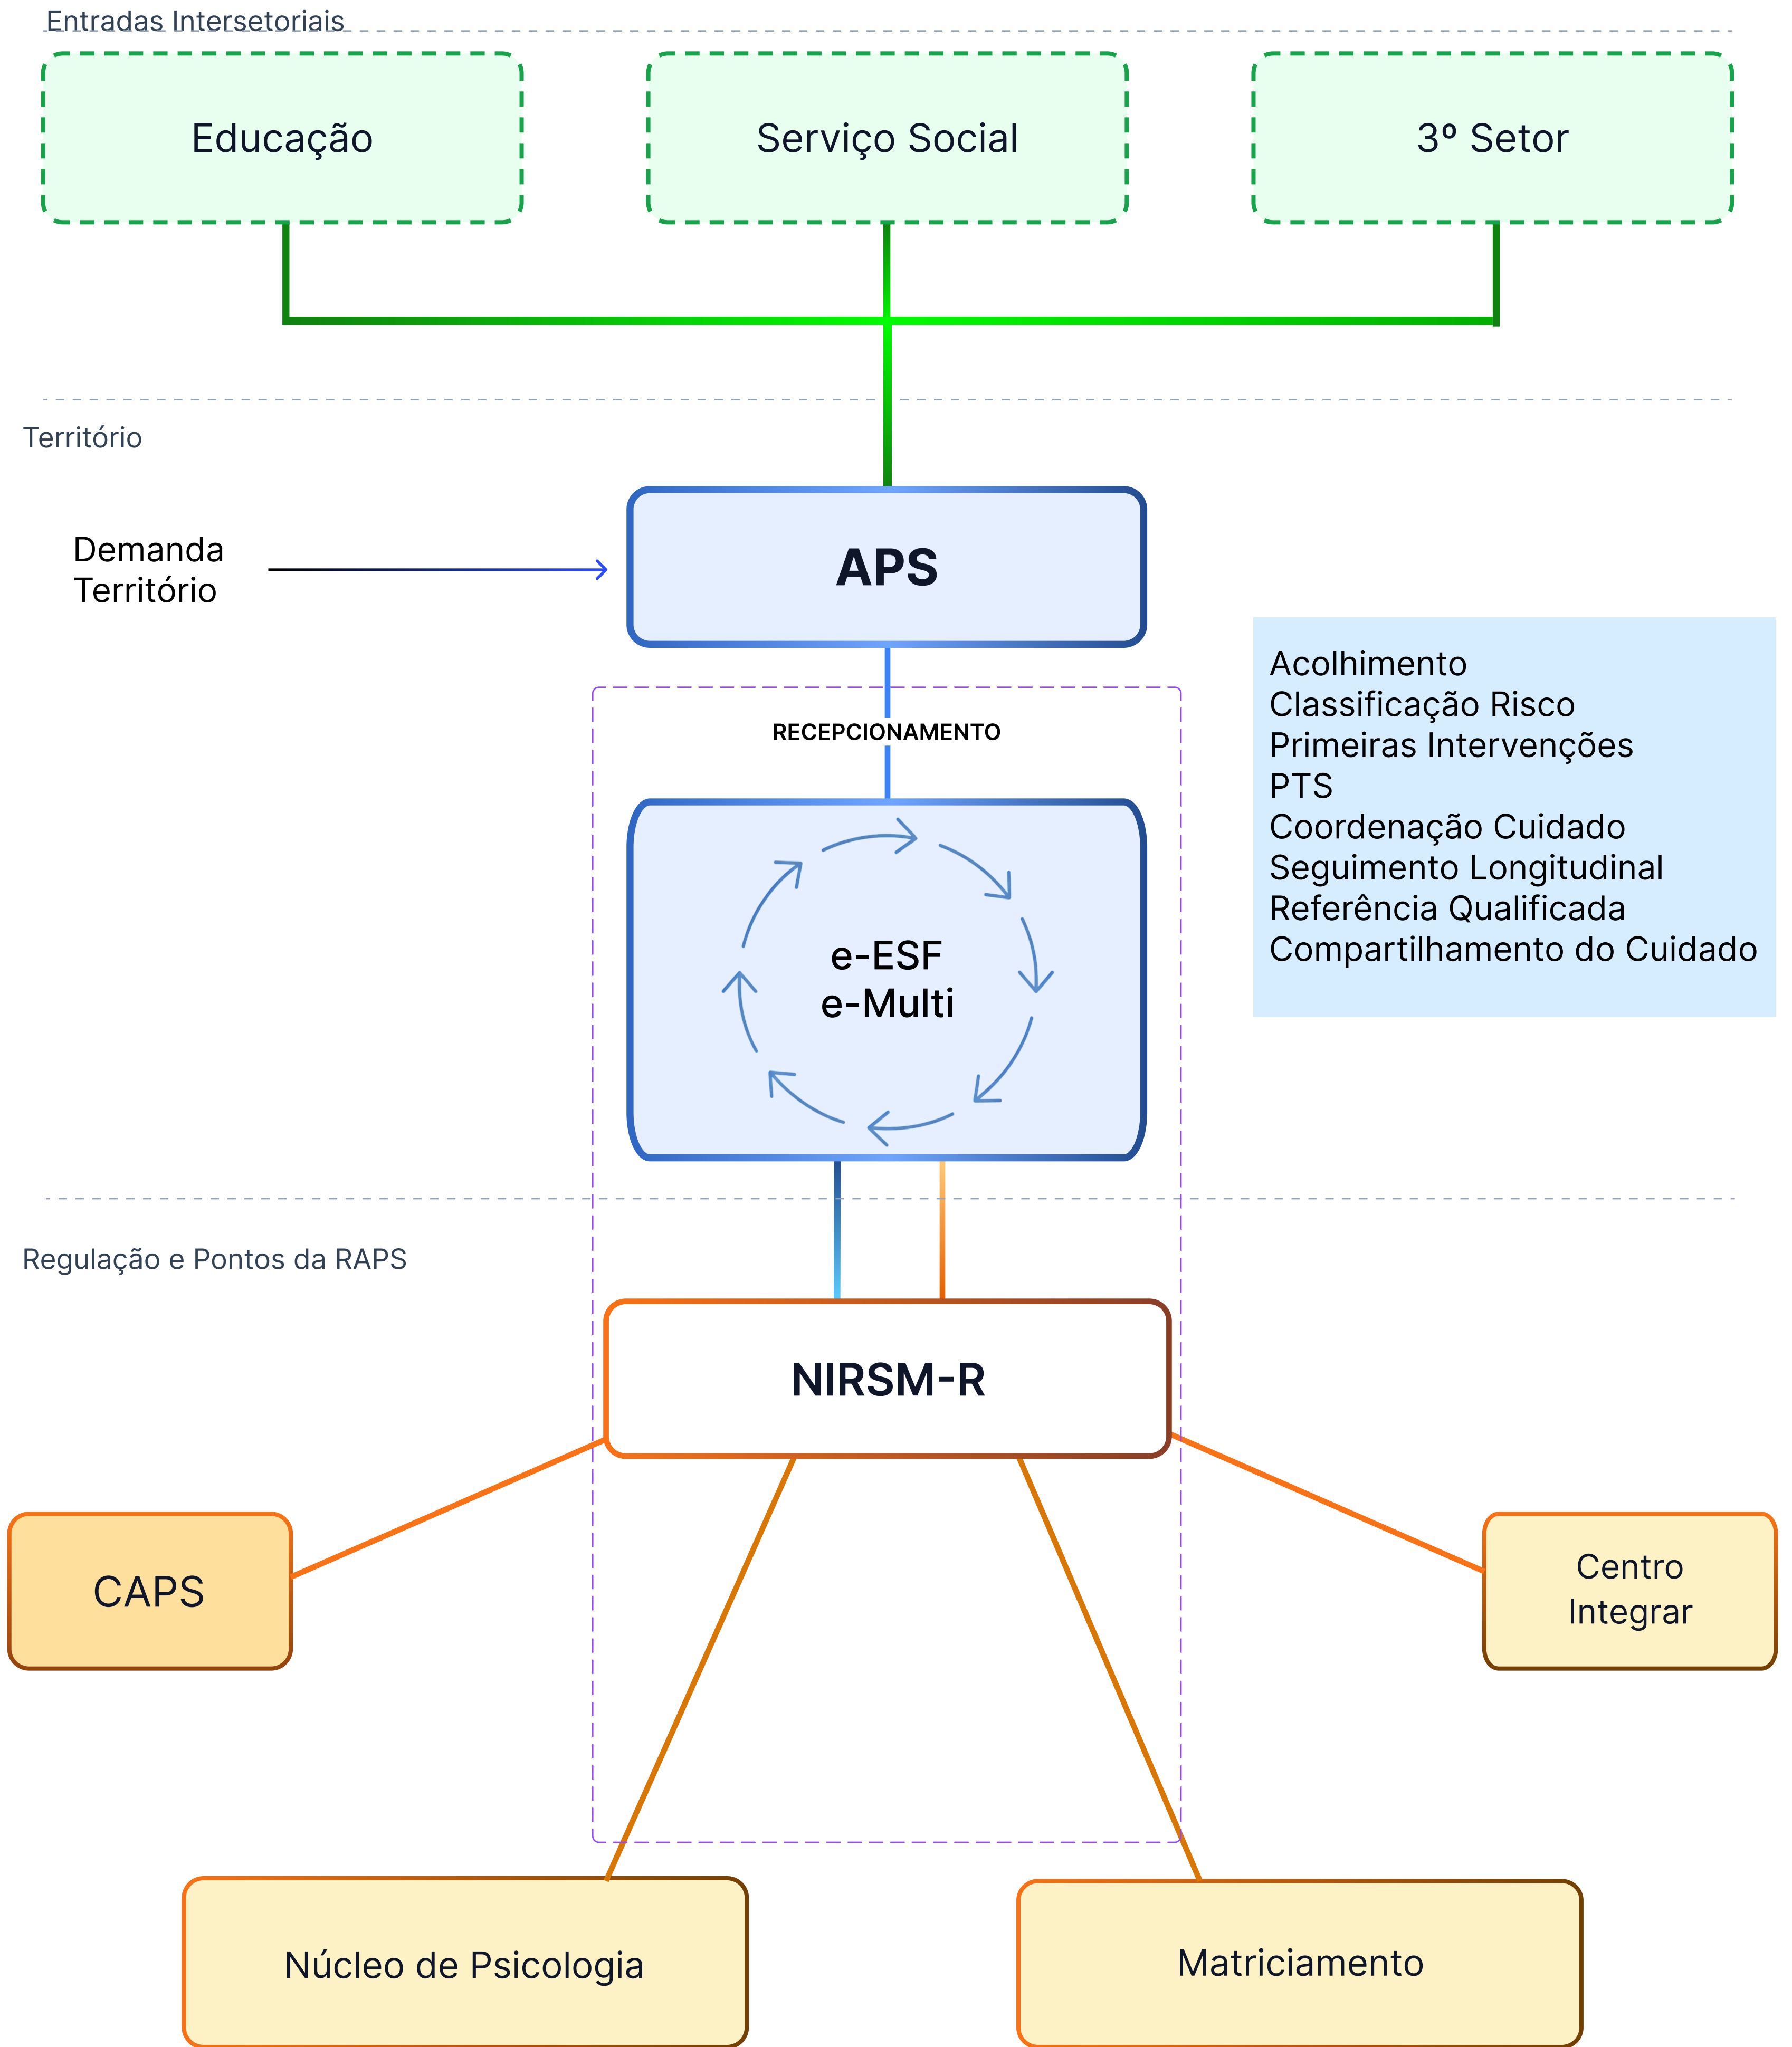 Entradas Intersetoriais
Educação
Serviço Social
3º Setor
Território
Demanda
Território
APS
RECEPCIONAMENTO
Acolhimento
Classificação Risco
Primeiras Intervenções
PTS
Coordenação Cuidado
Seguimento Longitudinal
Referência Qualificada
Compartilhamento do Cuidado
e-ESF
e-Multi
Regulação e Pontos da RAPS
NIRSM-R
CAPS
Centro
Integrar
Núcleo de Psicologia
Matriciamento